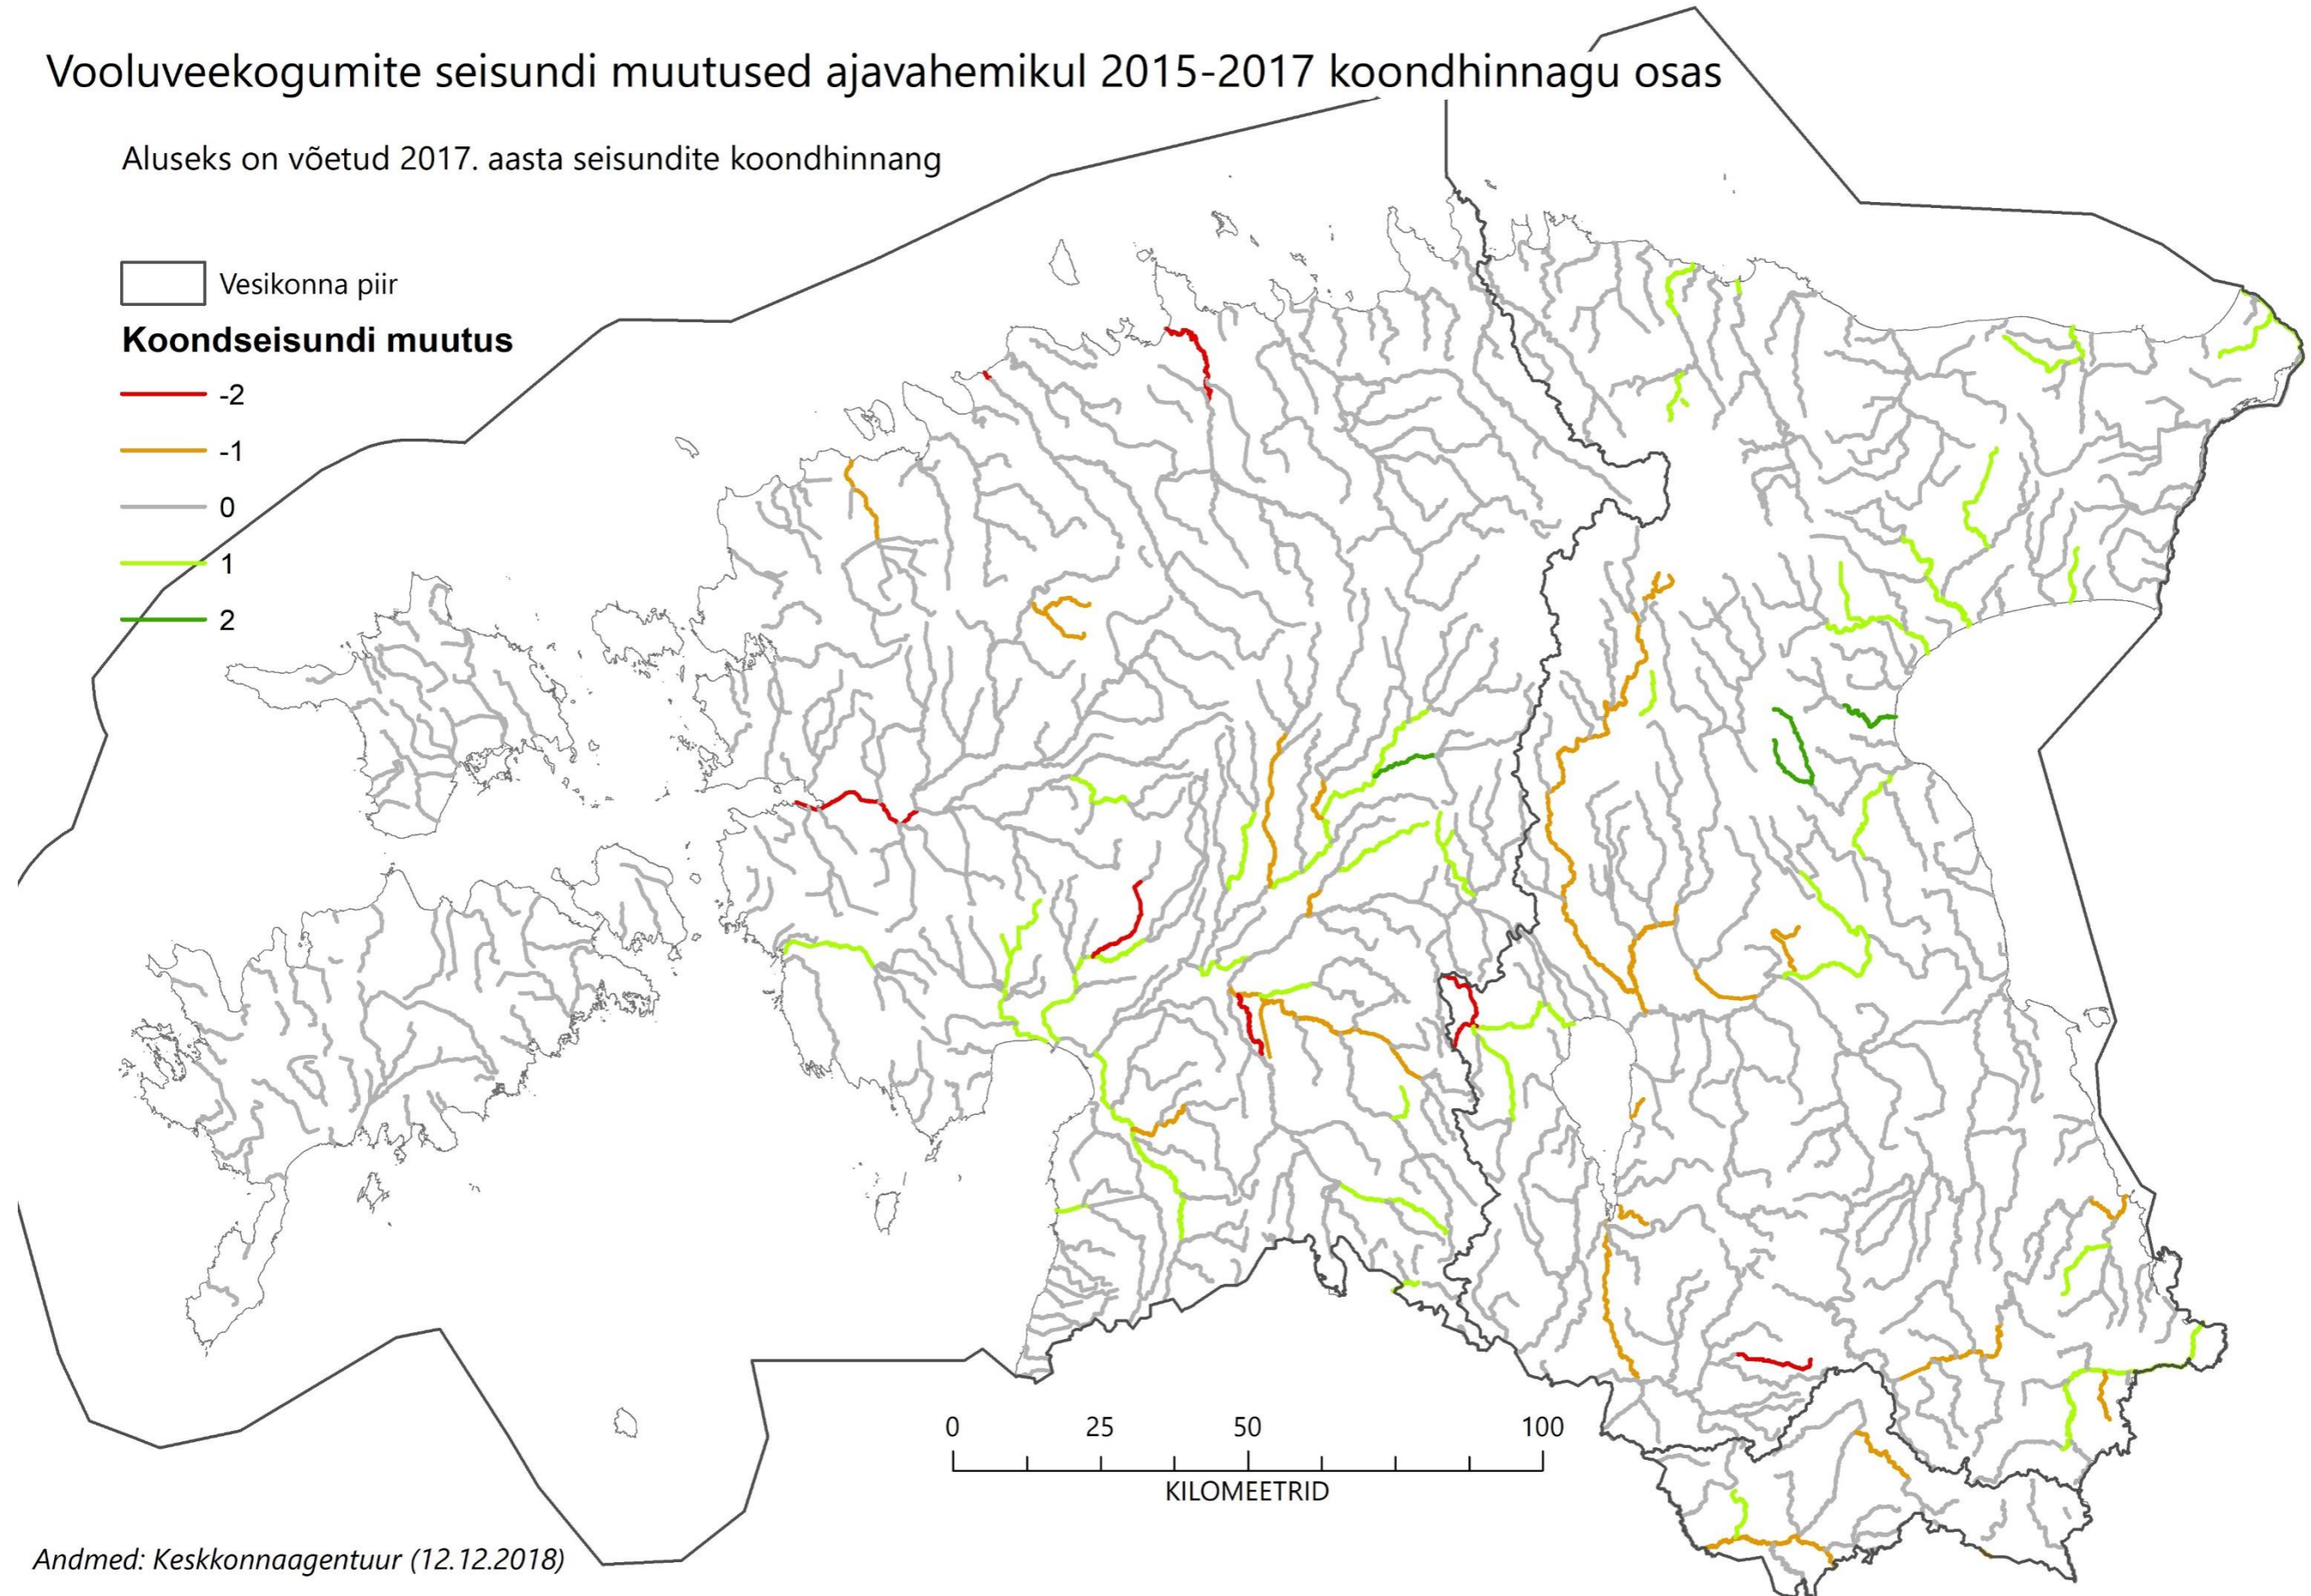 Vooluveekogumite seisundi muutused ajavahemikul 2015-2017 koondhinnagu osas
Aluseks on võetud 2017. aasta seisundite koondhinnang
Vesikonna piir
Koondseisundi muutus
-2
-1
0
1
2
0 25 50 100
KILOMEETRID
Andmed: Keskkonnaagentuur (12.12.2018)